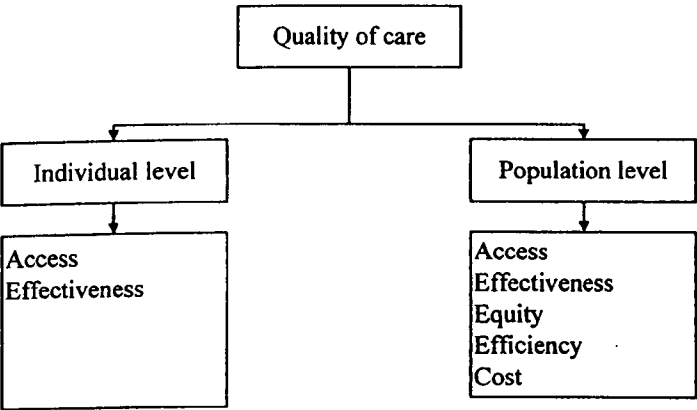 Quality of care
Individual level
Population level
Access
Effectiveness
Access
Effectiveness
Equity
Efficiency
Cost